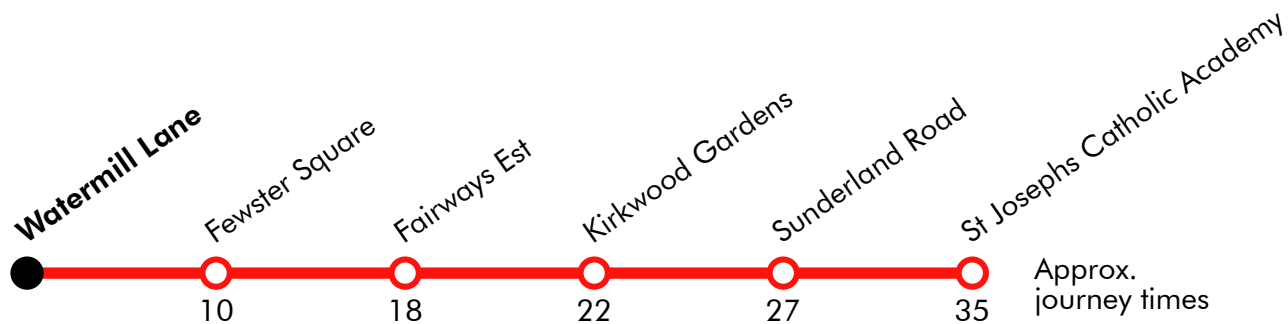 Watermill Lane
Fewster Square
Fairways Est
Kirkwood Gardens
Sunderland Road
St Josephs Catholic Academy
10
18
22
27
35
Approx.
journey times